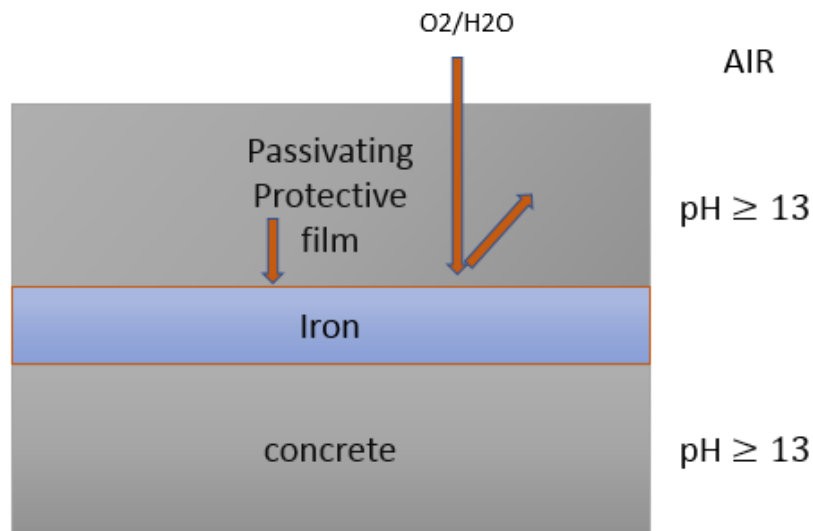 O2/H2O
AIR
Passivating
Protective
film
pH ≥ 13
Iron
concrete
pH ≥ 13